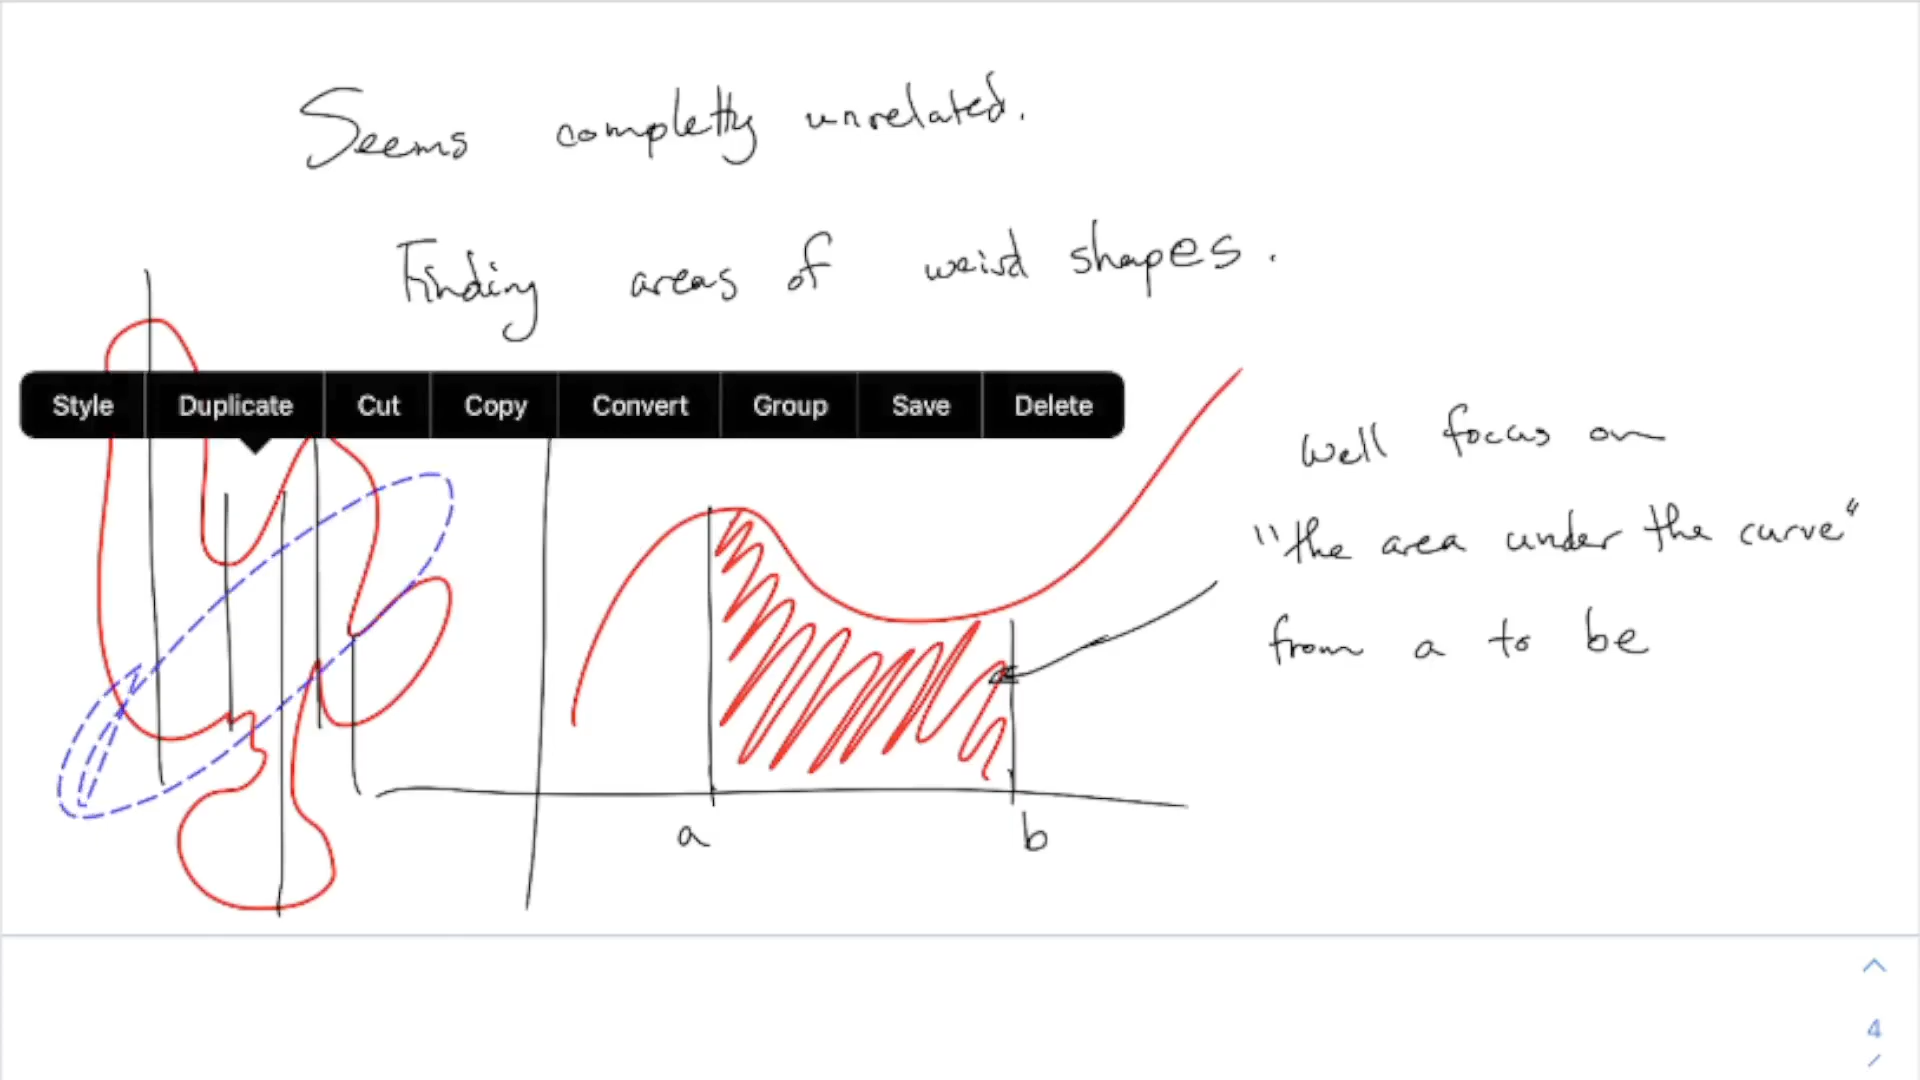 Seems completly unrelated.
Finding areas of weird shapes.
Style Duplicate Cut Copy Convert Group Save Delete
Well focus on
"the area under the curve"
from a to be
a b
4